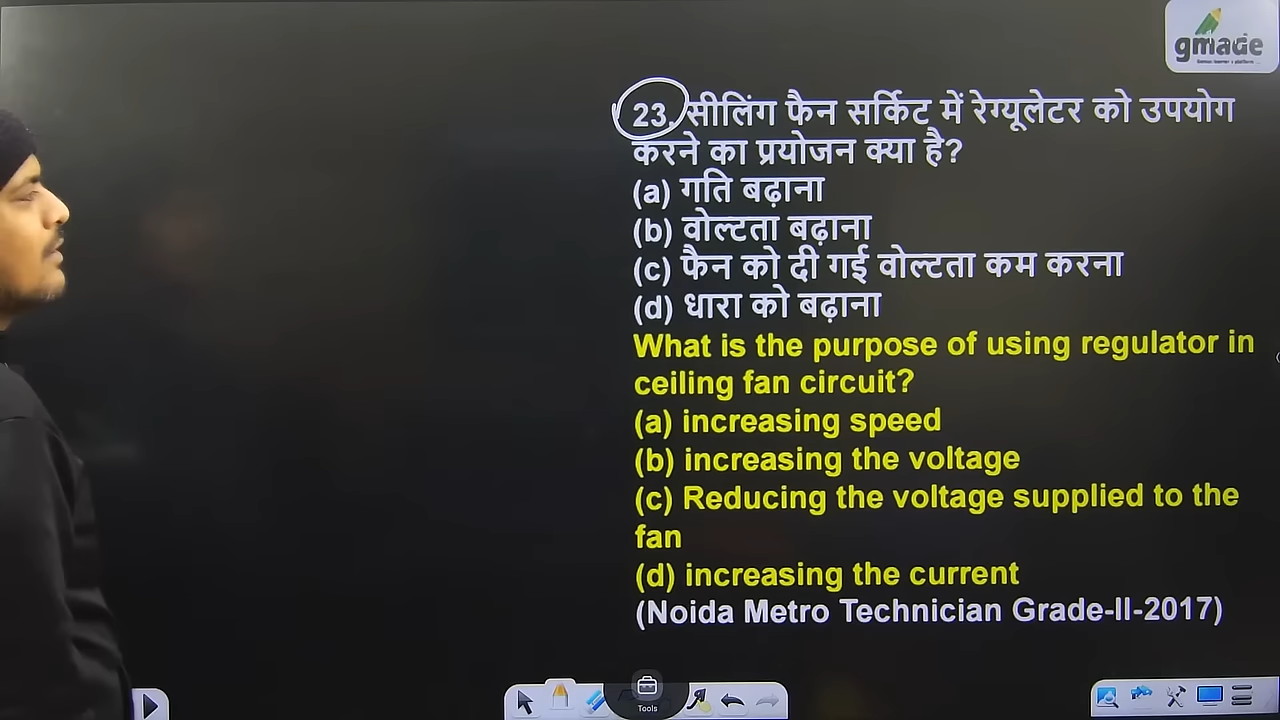 gmade
23. सीलिंग फैन सर्किट में रेग्यूलेटर को उपयोग
करने का प्रयोजन क्या है?
(a) गति बढ़ाना
(b) वोल्टता बढ़ाना
(c) फैन को दी गई वोल्टता कम करना
(d) धारा को बढ़ाना
What is the purpose of using regulator in
ceiling fan circuit?
(a) increasing speed
(b) increasing the voltage
(c) Reducing the voltage supplied to the
fan
(d) increasing the current
(Noida Metro Technician Grade-II-2017)
Tools